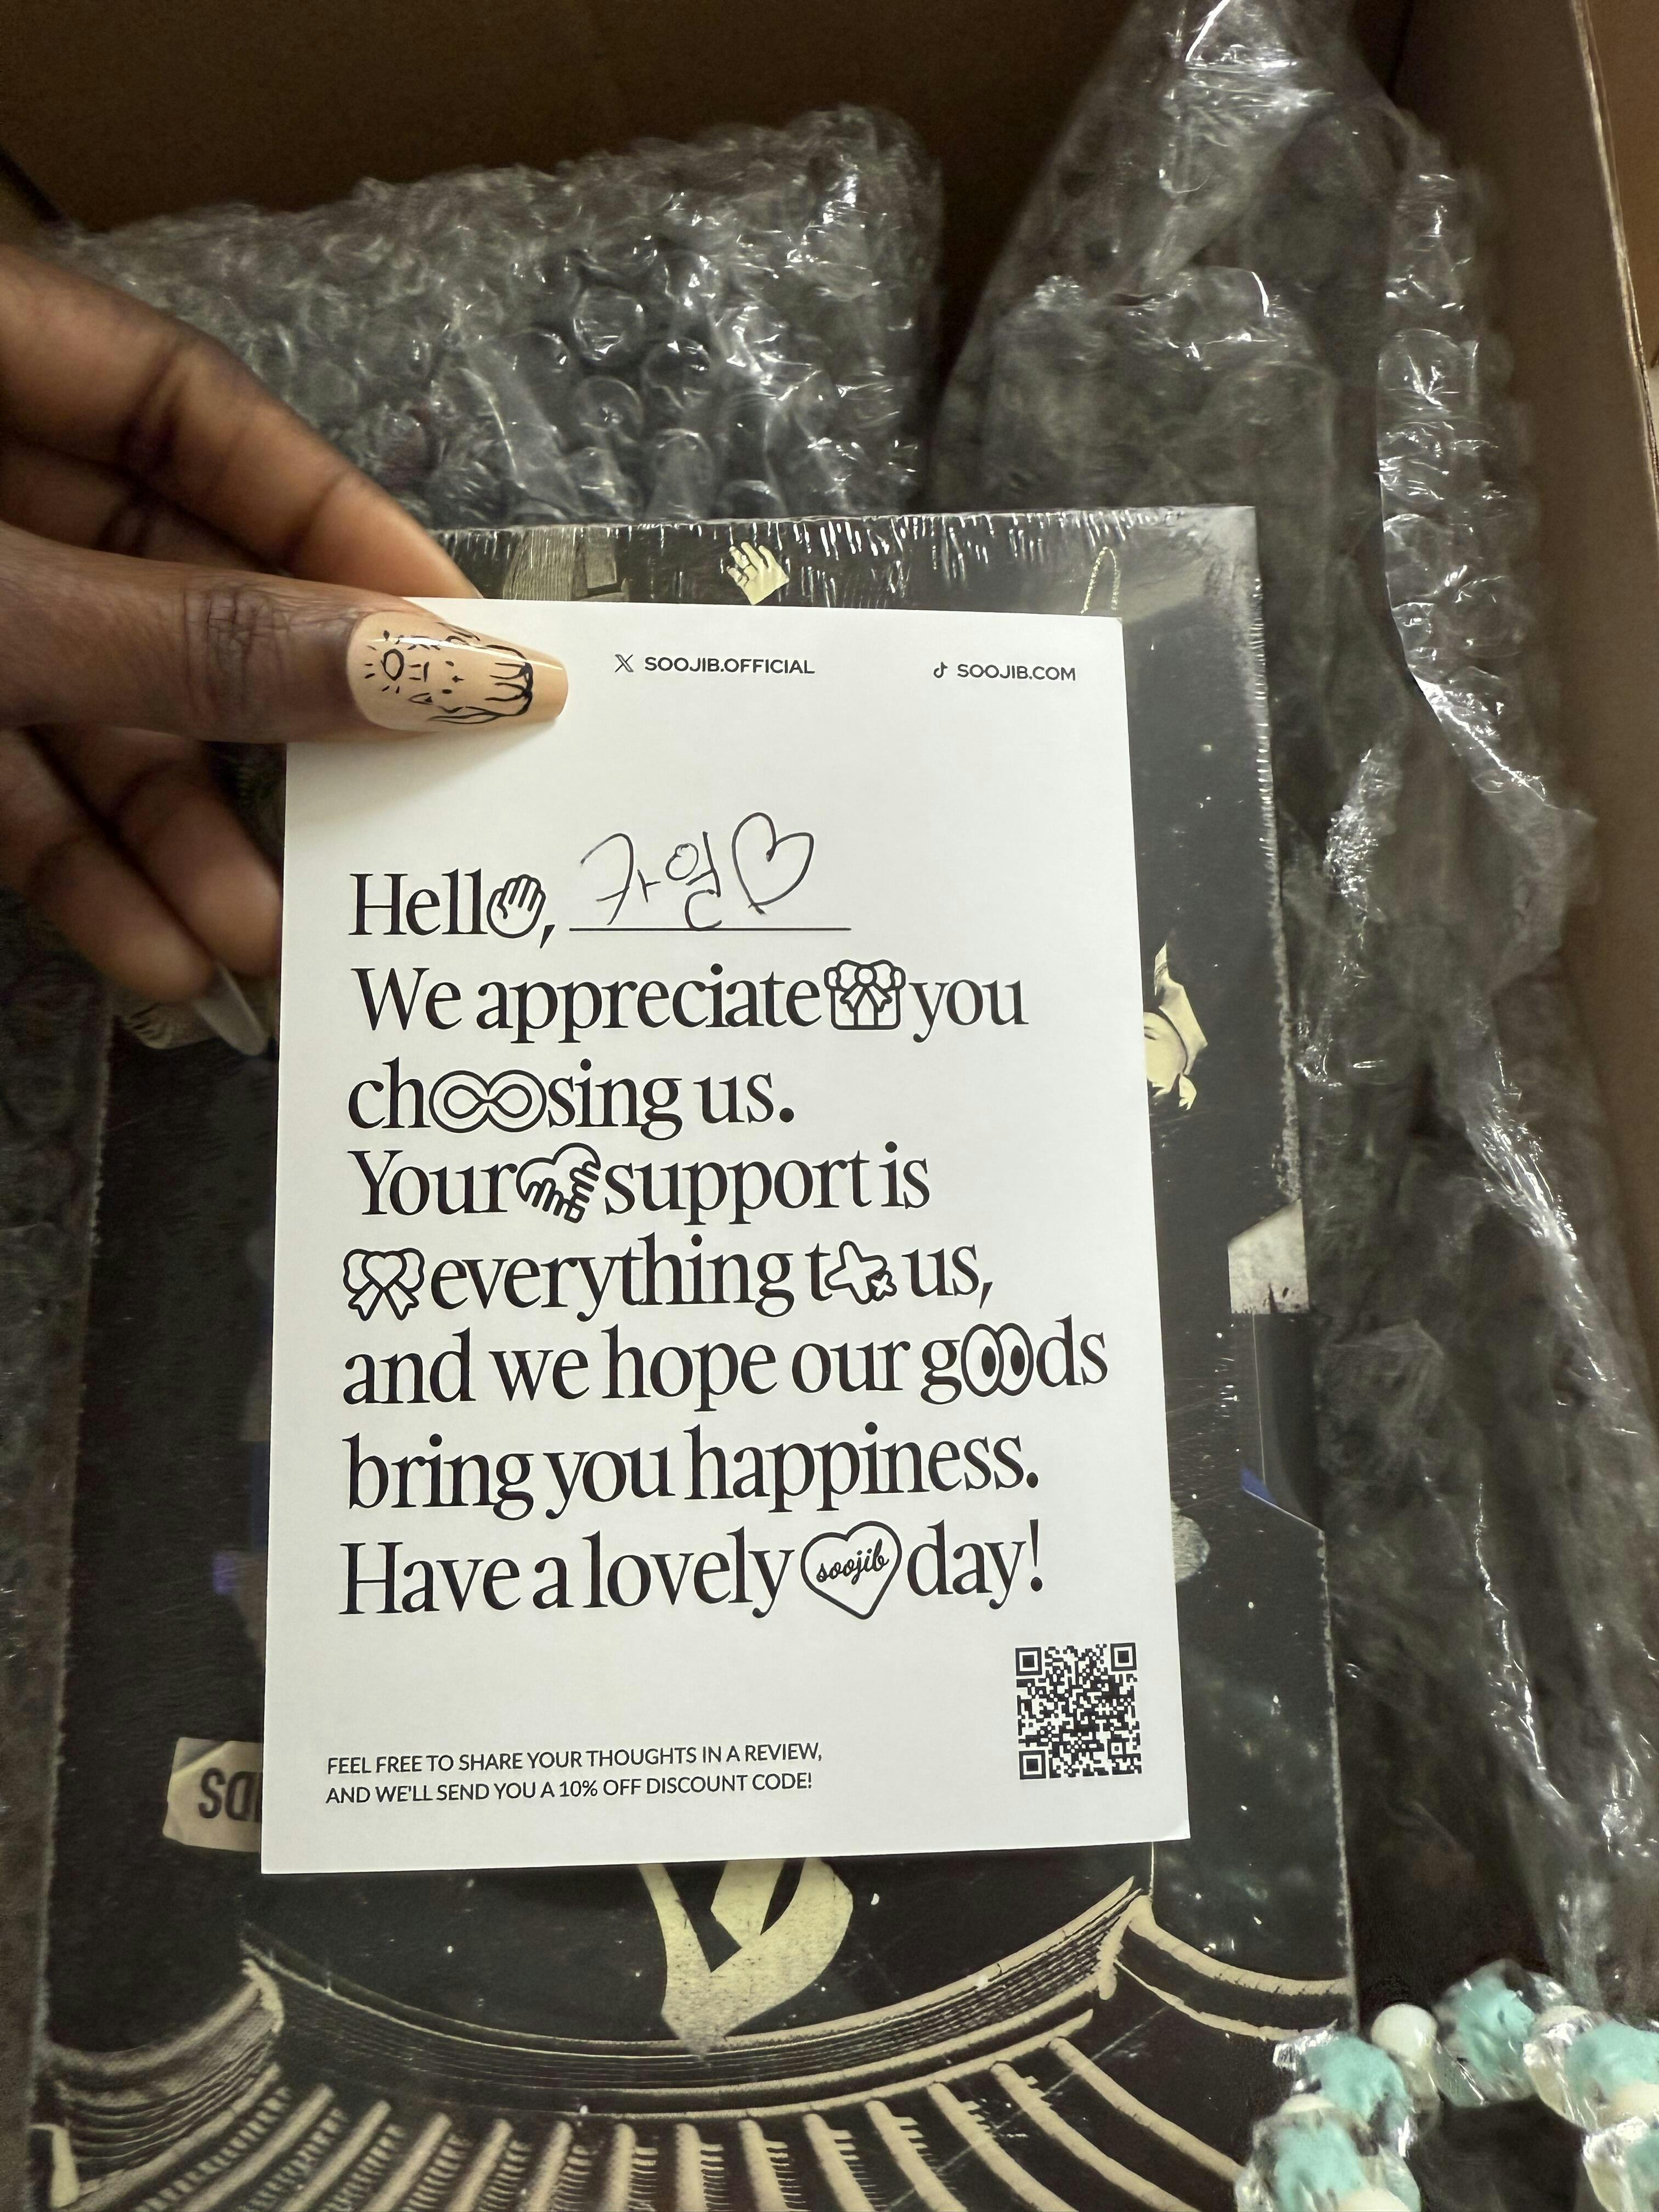 SOOJIB.OFFICIAL
SOOJIB.COM
Hello,
We appreciate you
choosing us.
Your support is
everything to us,
and we hope our goods
bring you happiness.
Have a lovely soojib day!
FEEL FREE TO SHARE YOUR THOUGHTS IN A REVIEW,
AND WE'LL SEND YOU A 10% OFF DISCOUNT CODE!